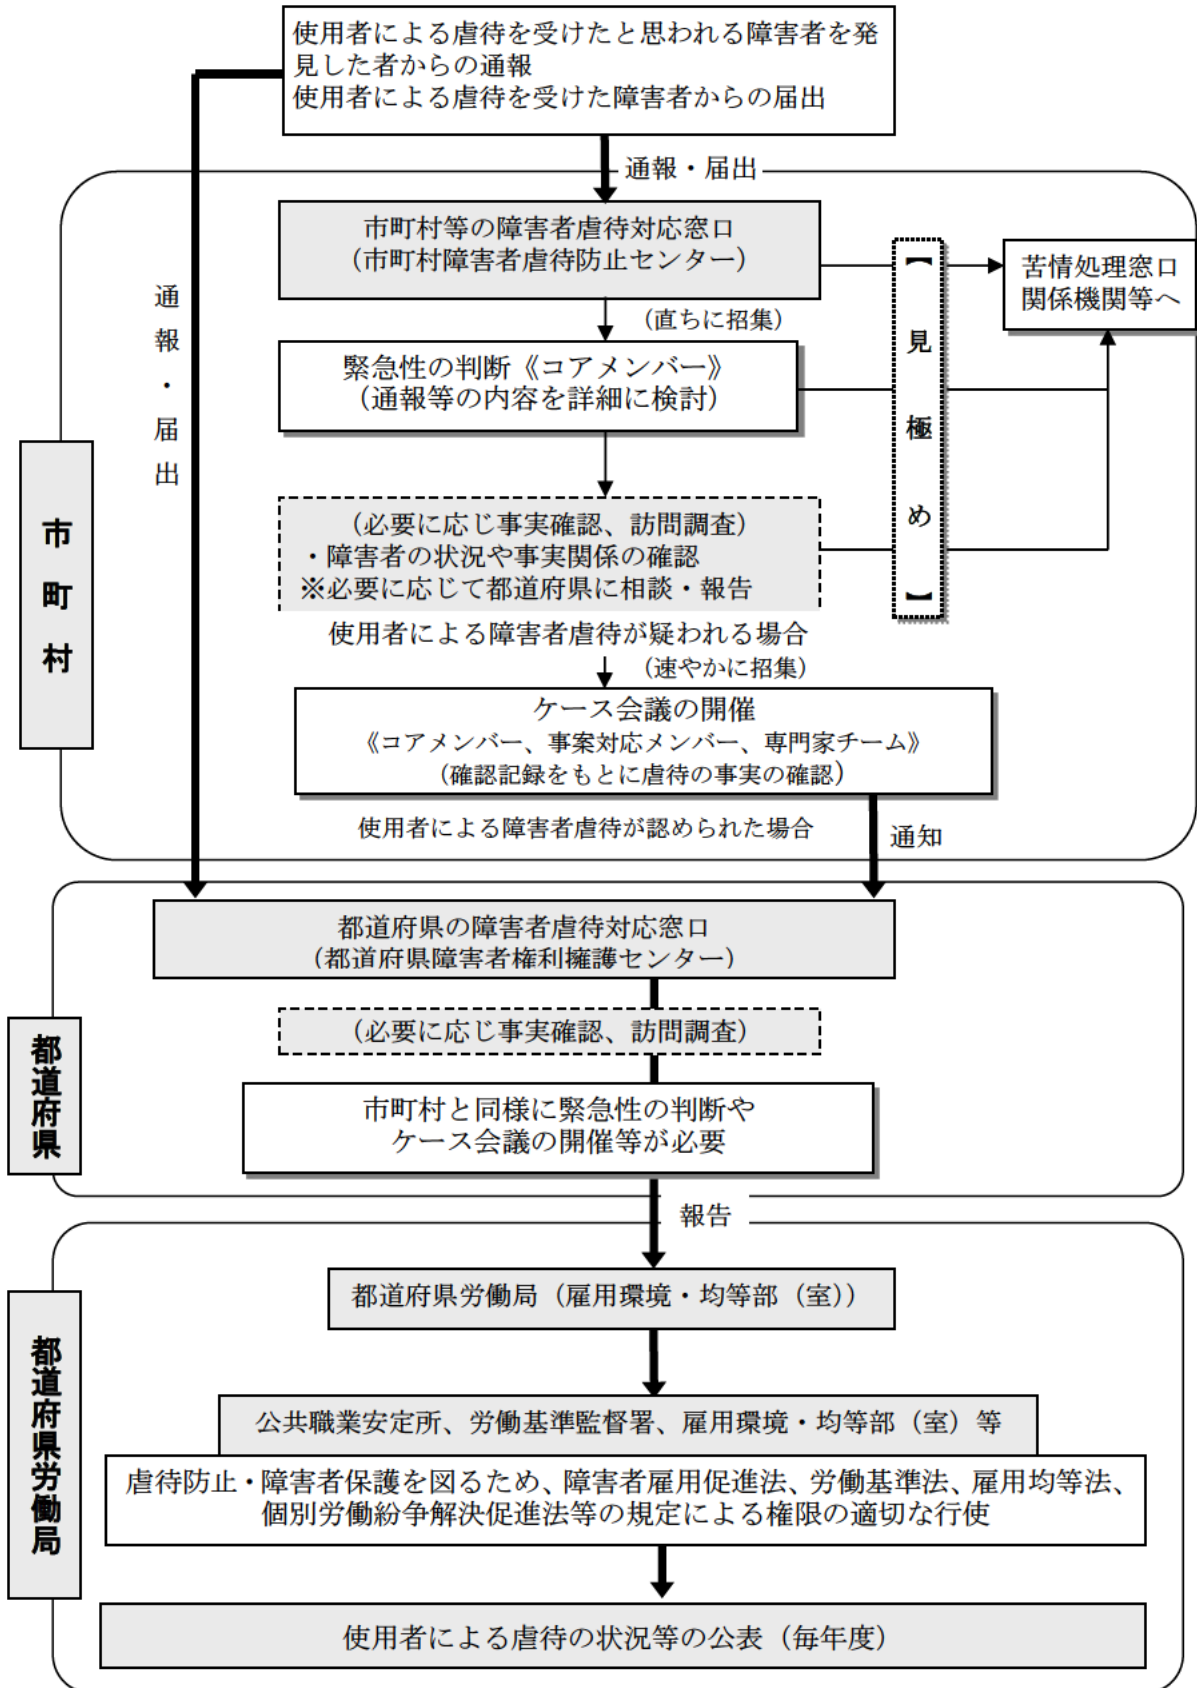 使用者による虐待を受けたと思われる障害者を発
見した者からの通報
使用者による虐待を受けた障害者からの届出
通報・届出
通報・届出
市町村
市町村等の障害者虐待対応窓口
（市町村障害者虐待防止センター）
【見極め】
苦情処理窓口
関係機関等へ
（直ちに招集）
緊急性の判断《コアメンバー》
（通報等の内容を詳細に検討）
（必要に応じ事実確認、訪問調査）
・障害者の状況や事実関係の確認
※必要に応じて都道府県に相談・報告
使用者による障害者虐待が疑われる場合
（速やかに招集）
ケース会議の開催
《コアメンバー、事案対応メンバー、専門家チーム》
（確認記録をもとに虐待の事実の確認）
使用者による障害者虐待が認められた場合
通知
都道府県
都道府県の障害者虐待対応窓口
（都道府県障害者権利擁護センター）
（必要に応じ事実確認、訪問調査）
市町村と同様に緊急性の判断や
ケース会議の開催等が必要
報告
都道府県労働局
都道府県労働局（雇用環境・均等部（室））
公共職業安定所、労働基準監督署、雇用環境・均等部（室）等
虐待防止・障害者保護を図るため、障害者雇用促進法、労働基準法、雇用均等法、
個別労働紛争解決促進法等の規定による権限の適切な行使
使用者による虐待の状況等の公表（毎年度）